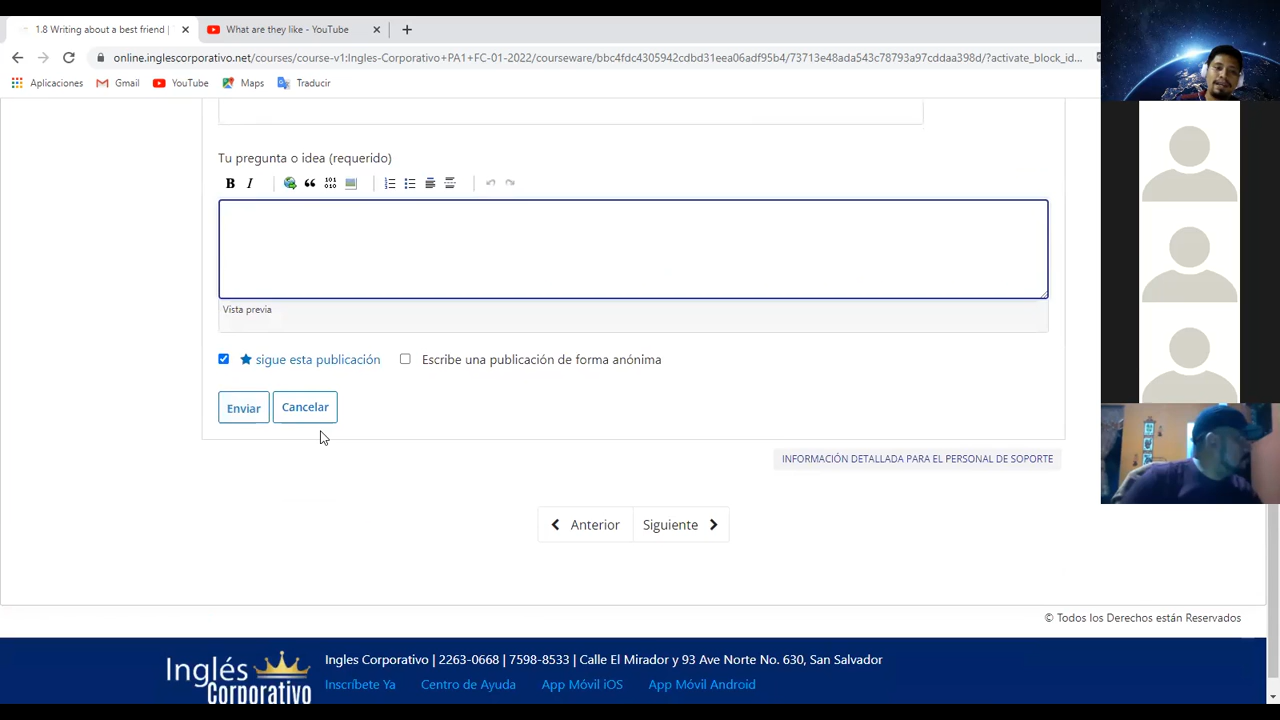 1.8 Writing about a best friend |
What are they like - YouTube
online.inglescorporativo.net/courses/course-v1:Ingles-Corporativo+PA1+FC-01-2022/courseware/bbc4fdc4305942cdbd31eea06adf95b4/73713e48ada543c78793a97cddaa398d/?activate_block_id...
Aplicaciones Gmail YouTube Maps Traducir
Tu pregunta o idea (requerido)
B I
Vista previa
sigue esta publicación Escribe una publicación de forma anónima
Enviar Cancelar
INFORMACIÓN DETALLADA PARA EL PERSONAL DE SOPORTE
Anterior Siguiente
© Todos los Derechos están Reservados
Inglés Corporativo
Ingles Corporativo | 2263-0668 | 7598-8533 | Calle El Mirador y 93 Ave Norte No. 630, San Salvador
Inscríbete Ya Centro de Ayuda App Móvil iOS App Móvil Android